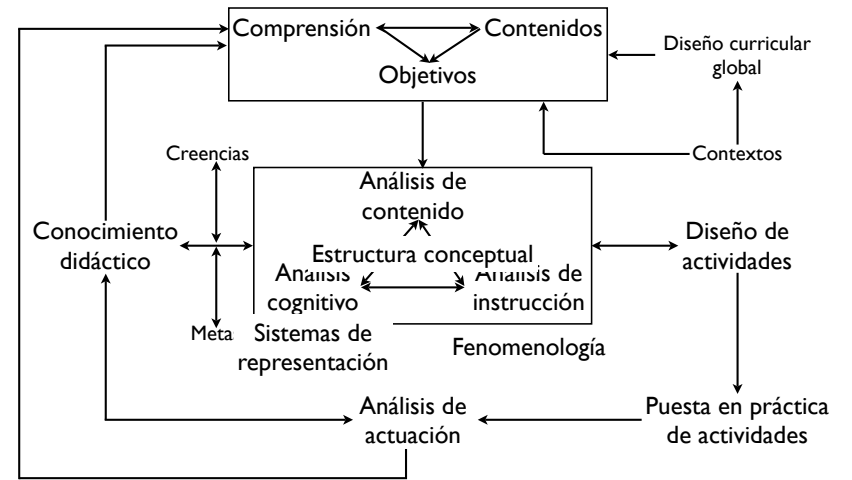 Comprensión
Contenidos
Objetivos
Diseño curricular
global
Contextos
Creencias
Análisis de
contenido
Conocimiento
didáctico
Estructura conceptual
Diseño de
actividades
Análisis
cognitivo
Análisis de
instrucción
Meta
Sistemas de
representación
Fenomenología
Análisis de
actuación
Puesta en práctica
de actividades